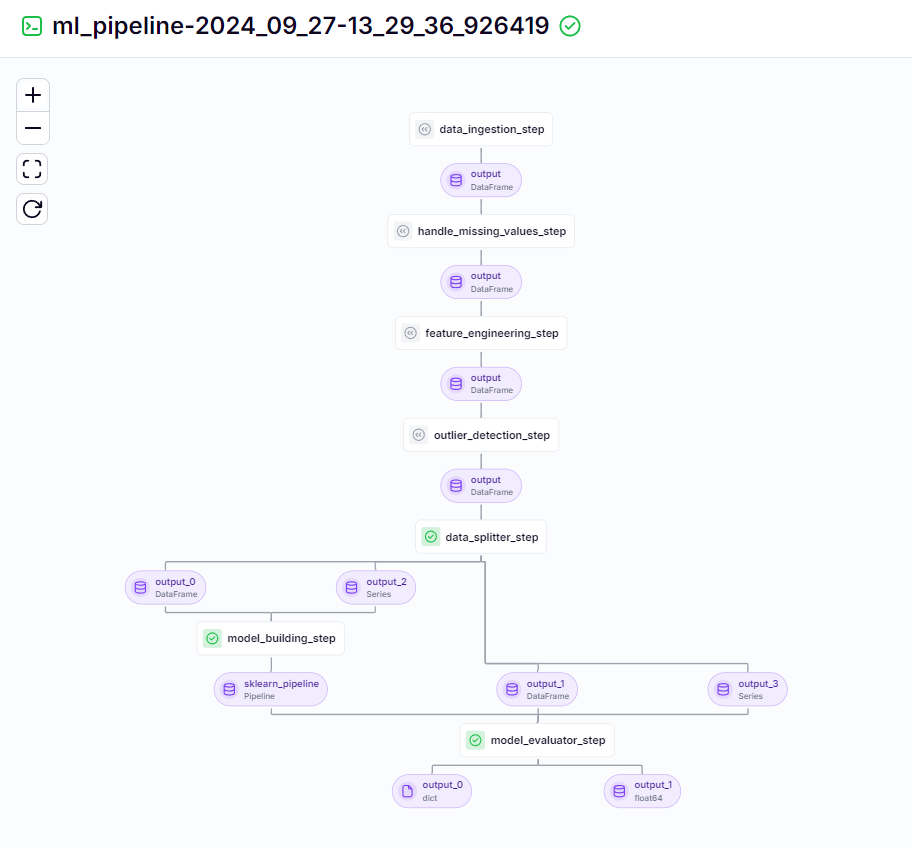 ml_pipeline-2024_09_27-13_29_36_926419
data_ingestion_step
output
DataFrame
handle_missing_values_step
output
DataFrame
feature_engineering_step
output
DataFrame
outlier_detection_step
output
DataFrame
data_splitter_step
output_0
DataFrame
output_2
Series
model_building_step
sklearn_pipeline
Pipeline
output_1
DataFrame
output_3
Series
model_evaluator_step
output_0
dict
output_1
float64